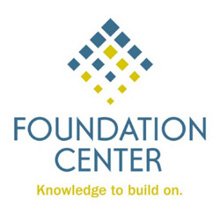 FOUNDATION
CENTER
Knowledge to build on.